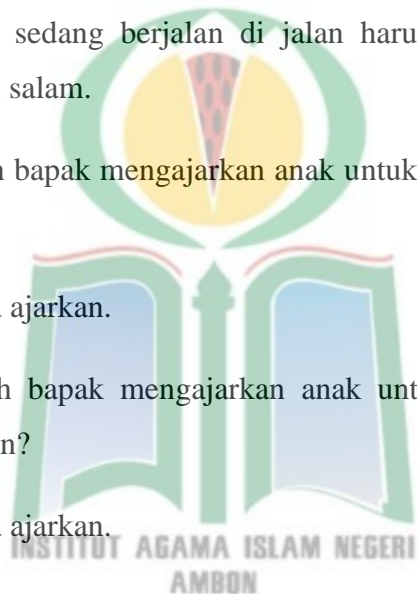 sedang berjalan di jalan haru
salam.
bapak mengajarkan anak untuk
ajarkan.
h bapak mengajarkan anak unt
n?
ajarkan.
INSTITUT AGAMA ISLAM NEGERI
AMBON